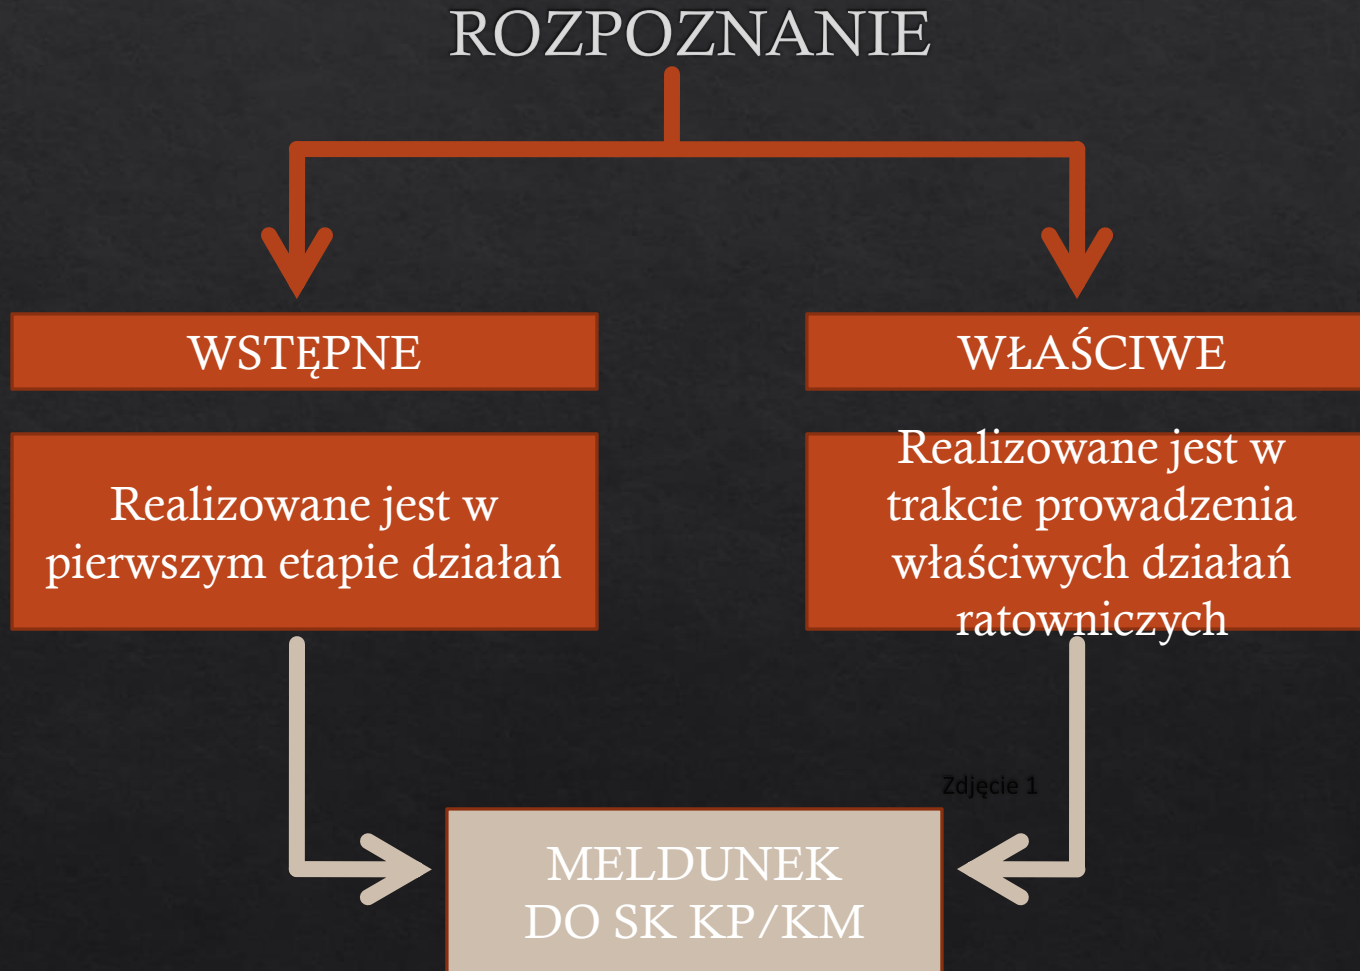 ROZPOZNANIE
WSTĘPNE
WŁAŚCIWE
Realizowane jest w
pierwszym etapie działań
Realizowane jest w
trakcie prowadzenia
właściwych działań
ratowniczych
Zdjęcie 1
MELDUNEK
DO SK KP/KM